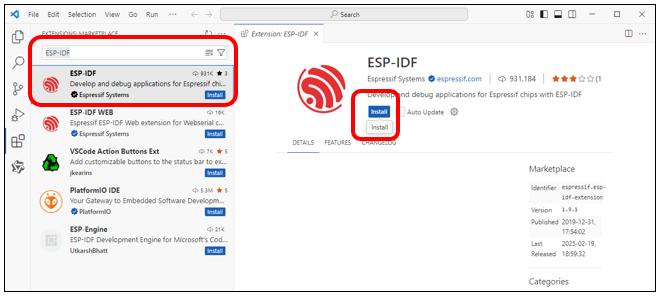 File Edit Selection View Go Run ... Search
EXTENSIONS: MARKETPLACE
ESP-IDF
ESP-IDF 931K ★ 3
Develop and debug applications for Espressif chi...
Espressif Systems Install
ESP-IDF WEB 16K
Espressif ESP-IDF Web extension for Webserial c...
Espressif Systems Install
VSCode Action Buttons Ext 7K ★ 5
Add customizable buttons to the status bar to ex...
jkearins Install
PlatformIO IDE 5.3M ★ 5
Your Gateway to Embedded Software Developm...
PlatformIO Install
ESP-Engine 21K
ESP-IDF Development Engine for Microsoft's Cod...
UtkarshBhatt Install
Extension: ESP-IDF
ESP-IDF
Espressif Systems espressif.com 931,184 (1
Develop and debug applications for Espressif chips with ESP-IDF
Install Auto Update
Install
DETAILS FEATURES CHANGELOG
Marketplace
Identifier espressif.esp-
idf-extension
Version 1.9.1
Published 2019-12-31,
17:54:02
Last 2025-02-19,
Released 18:59:32
Categories